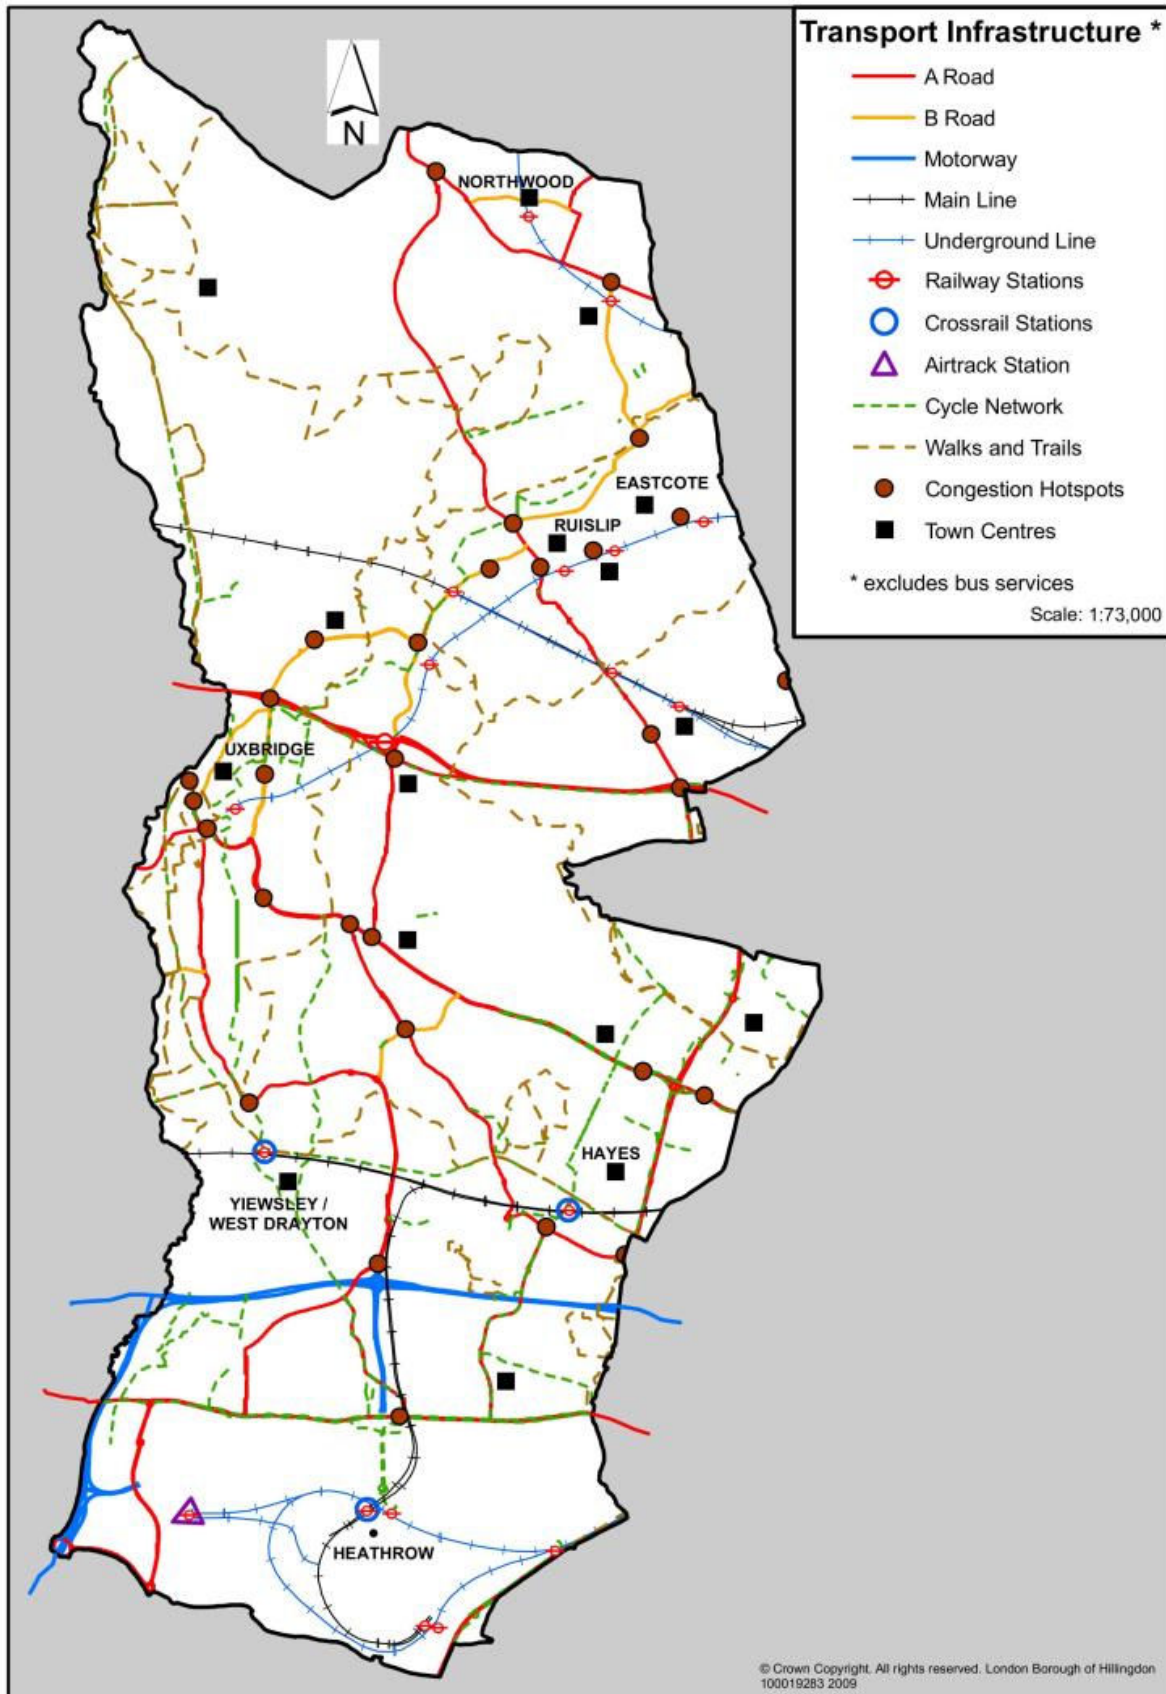 Transport Infrastructure *
A Road
B Road
Motorway
Main Line
Underground Line
Railway Stations
Crossrail Stations
Airtrack Station
Cycle Network
Walks and Trails
Congestion Hotspots
Town Centres
* excludes bus services
Scale: 1:73,000
N
NORTHWOOD
EASTCOTE
RUISLIP
UXBRIDGE
HAYES
YIEWSLEY /
WEST DRAYTON
HEATHROW
© Crown Copyright. All rights reserved. London Borough of Hillingdon
100019283 2009